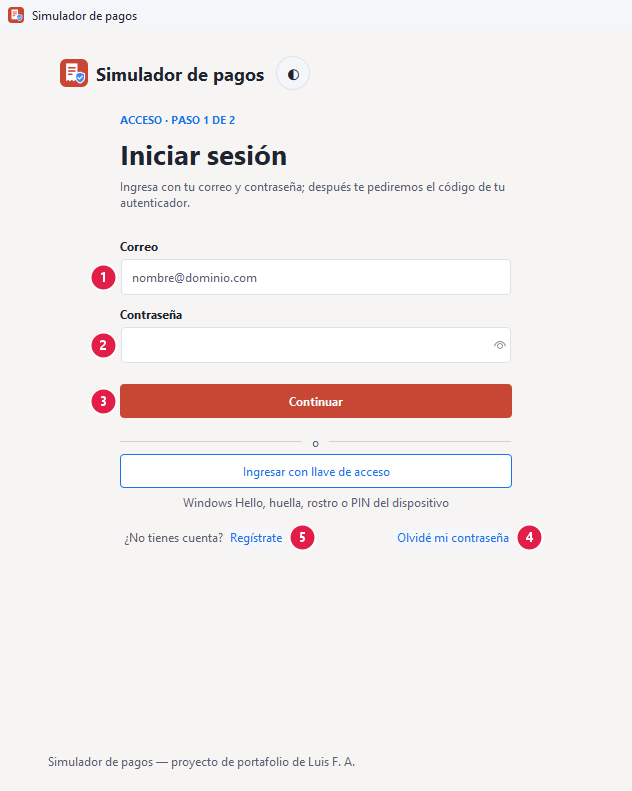 Simulador de pagos
Simulador de pagos
ACCESO · PASO 1 DE 2
Iniciar sesión
Ingresa con tu correo y contraseña; después te pediremos el código de tu
autenticador.
Correo
1 nombre@dominio.com
Contraseña
2
3 Continuar
o
Ingresar con llave de acceso
Windows Hello, huella, rostro o PIN del dispositivo
¿No tienes cuenta? Regístrate 5 Olvidé mi contraseña 4
Simulador de pagos — proyecto de portafolio de Luis F. A.